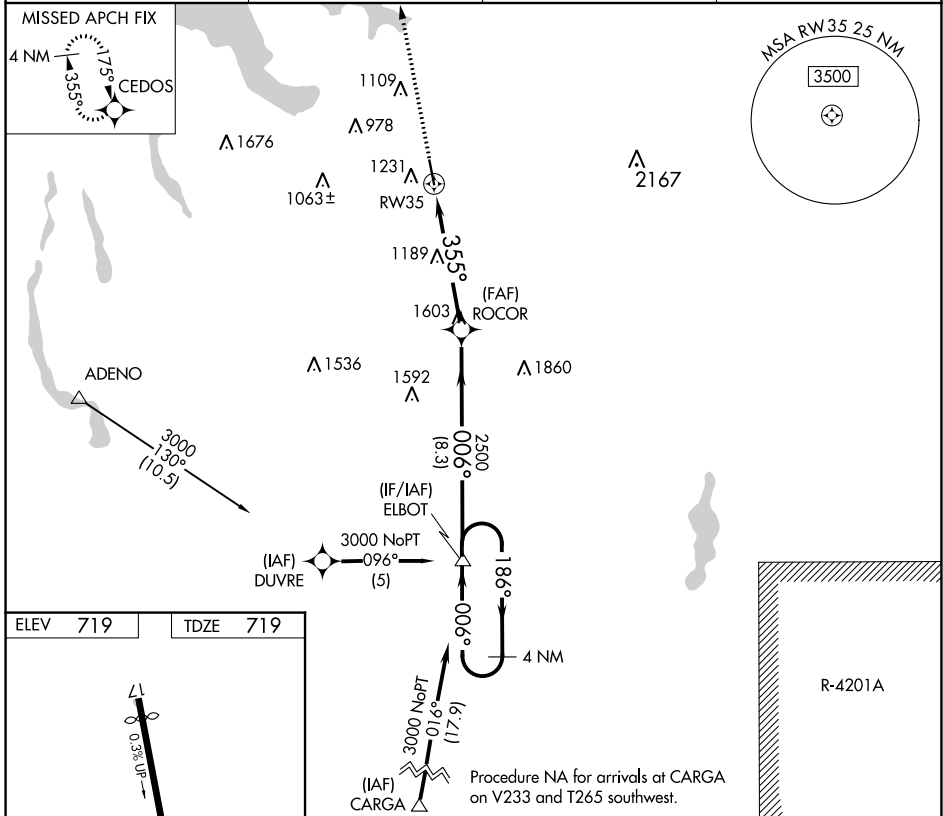 MISSED APCH FIX
4 NM
175°
355°
CEDOS
MSA RW35 25 NM
3500
1109
978
1676
1231
1063±
RW35
2167
355°
1189
(FAF)
ROCOR
1603
1536
1592
1860
ADENO
3000
130°
(10.5)
2500
006°
(8.3)
(IF/IAF)
ELBOT
3000 NoPT
096°
(5)
(IAF)
DUVRE
186°
006°
4 NM
3000 NoPT
016°
(17.9)
(IAF)
CARGA
Procedure NA for arrivals at CARGA
on V233 and T265 southwest.
R-4201A
ELEV 719
TDZE 719
17
0.3% UP